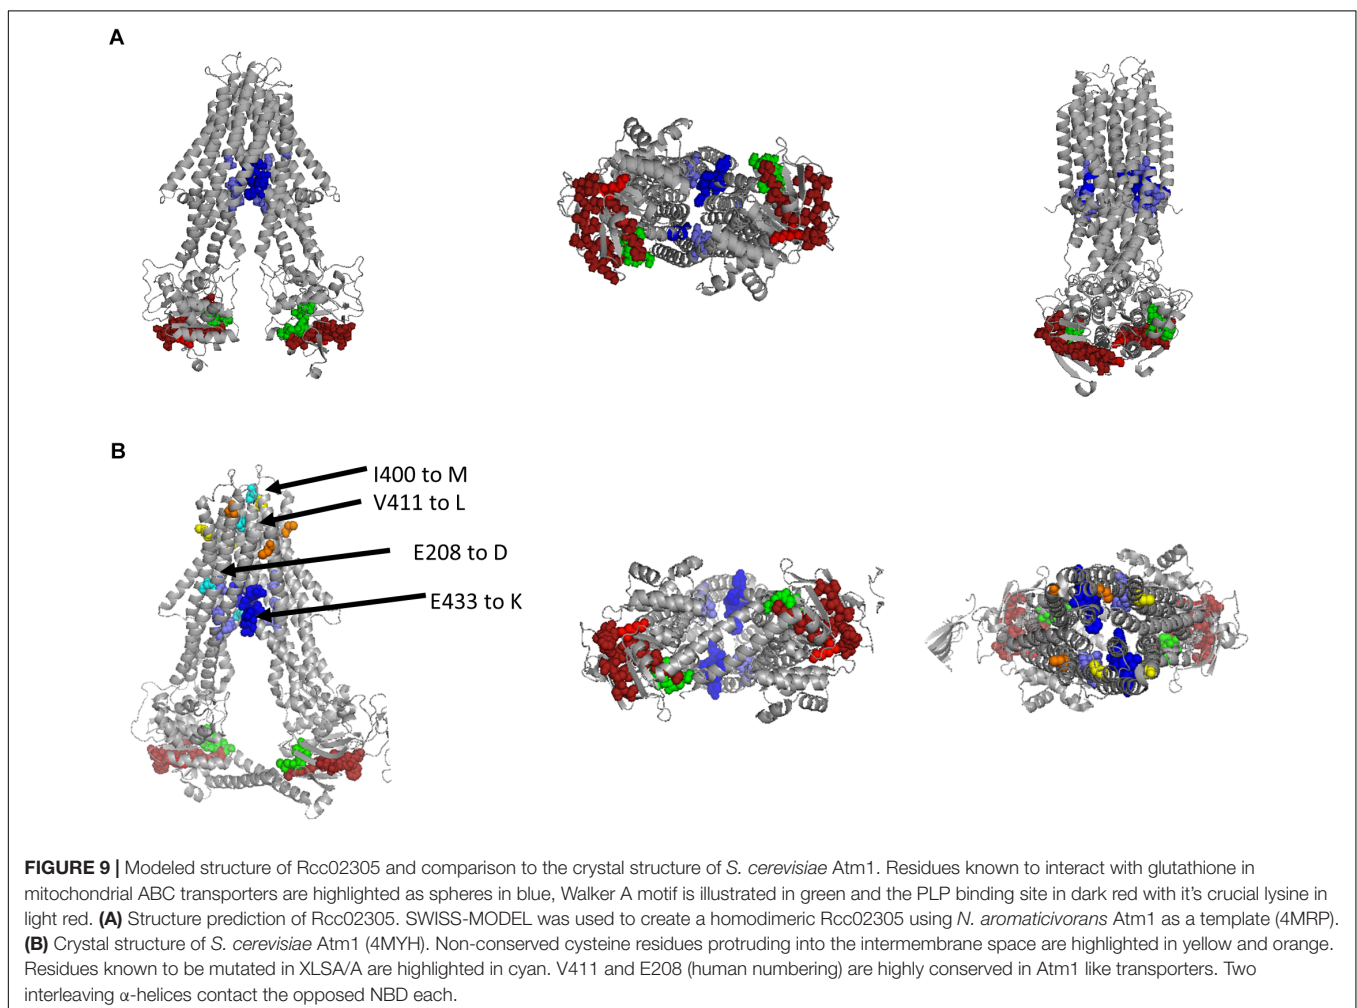 A
B
I400 to M
V411 to L
E208 to D
E433 to K
FIGURE 9 | Modeled structure of Rcc02305 and comparison to the crystal structure of S. cerevisiae Atm1. Residues known to interact with glutathione in
mitochondrial ABC transporters are highlighted as spheres in blue, Walker A motif is illustrated in green and the PLP binding site in dark red with it's crucial lysine in
light red. (A) Structure prediction of Rcc02305. SWISS-MODEL was used to create a homodimeric Rcc02305 using N. aromaticivorans Atm1 as a template (4MRP).
(B) Crystal structure of S. cerevisiae Atm1 (4MYH). Non-conserved cysteine residues protruding into the intermembrane space are highlighted in yellow and orange.
Residues known to be mutated in XLSA/A are highlighted in cyan. V411 and E208 (human numbering) are highly conserved in Atm1 like transporters. Two
interleaving α-helices contact the opposed NBD each.